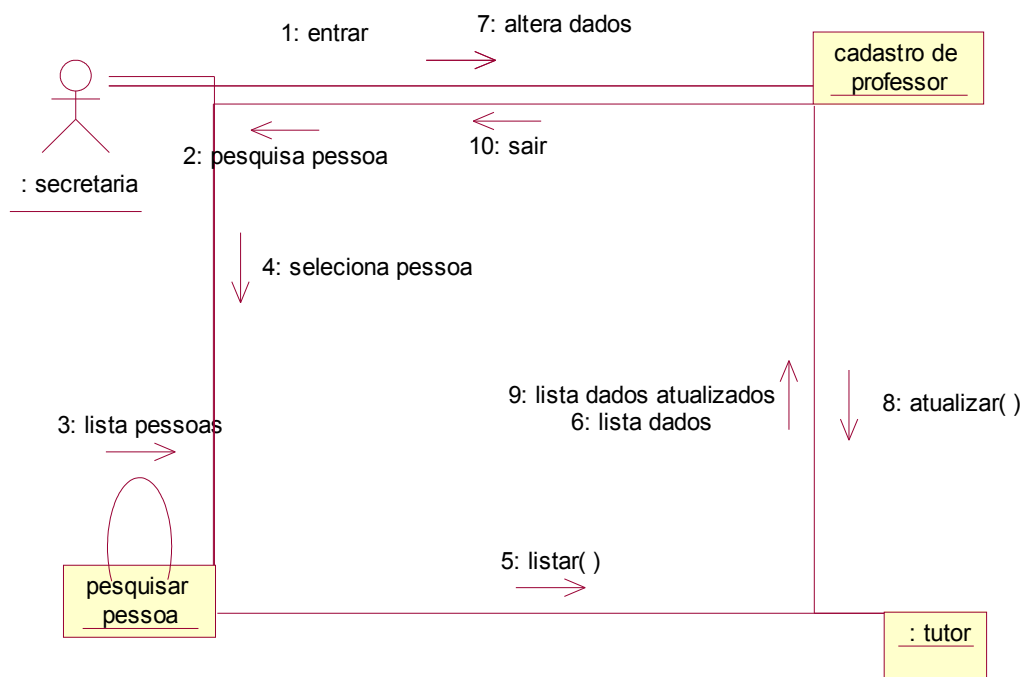 1: entrar
7: altera dados
cadastro de
professor
: secretaria
2: pesquisa pessoa
10: sair
4: seleciona pessoa
3: lista pessoas
9: lista dados atualizados
6: lista dados
8: atualizar( )
5: listar( )
pesquisar
pessoa
: tutor